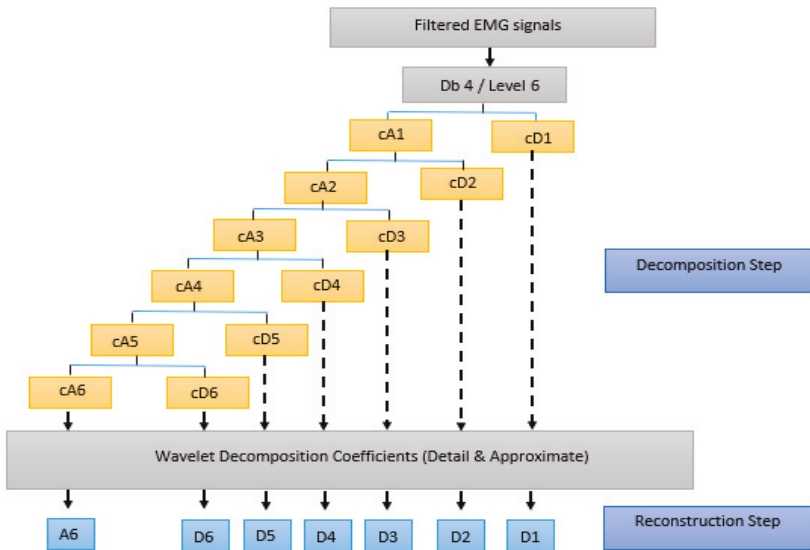 Filtered EMG signals
Db 4 / Level 6
cA1
cD1
cA2
cD2
cA3
cD3
Decomposition Step
cA4
cD4
cA5
cD5
cA6
cD6
Wavelet Decomposition Coefficients (Detail & Approximate)
A6
D6
D5
D4
D3
D2
D1
Reconstruction Step